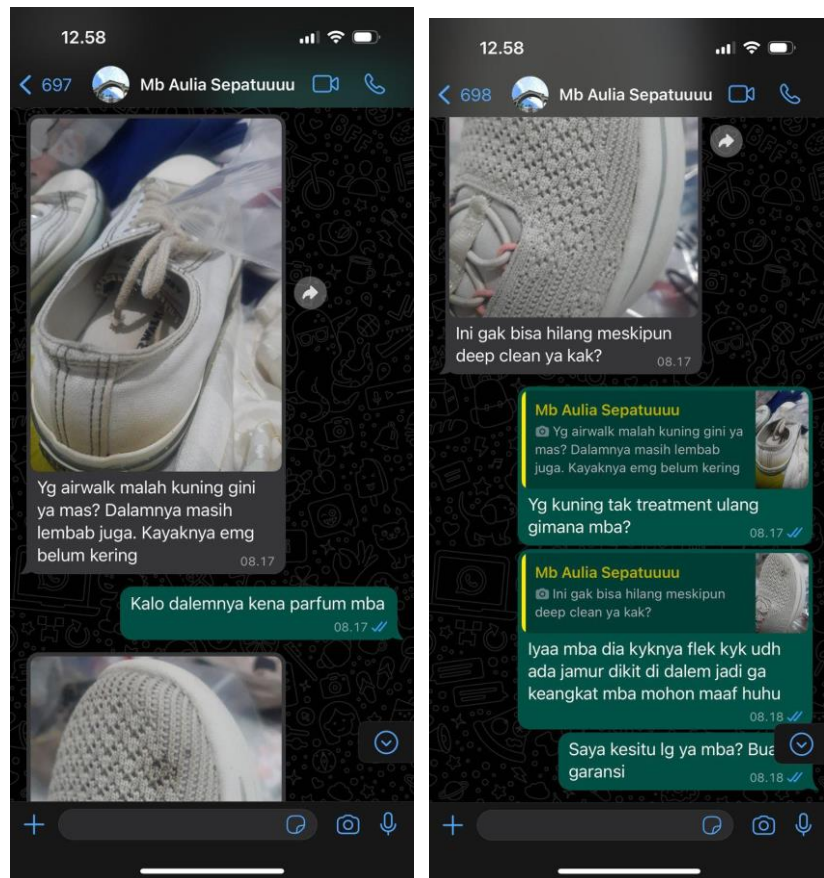 12.58
697
Mb Aulia Sepatuuuu
Yg airwalk malah kuning gini
ya mas? Dalamnya masih
lembab juga. Kayaknya emg
belum kering
08.17
Kalo dalemnya kena parfum mba
08.17
12.58
698
Mb Aulia Sepatuuuu
Ini gak bisa hilang meskipun
deep clean ya kak?
08.17
Mb Aulia Sepatuuuu
Yg airwalk malah kuning gini ya
mas? Dalamnya masih lembab
juga. Kayaknya emg belum kering
Yg kuning tak treatment ulang
gimana mba?
08.17
Mb Aulia Sepatuuuu
Ini gak bisa hilang meskipun
deep clean ya kak?
Iyaa mba dia kyknya flek kyk udh
ada jamur dikit di dalem jadi ga
keangkat mba mohon maaf huhu
08.18
Saya kesitu lg ya mba?
garansi
08.18